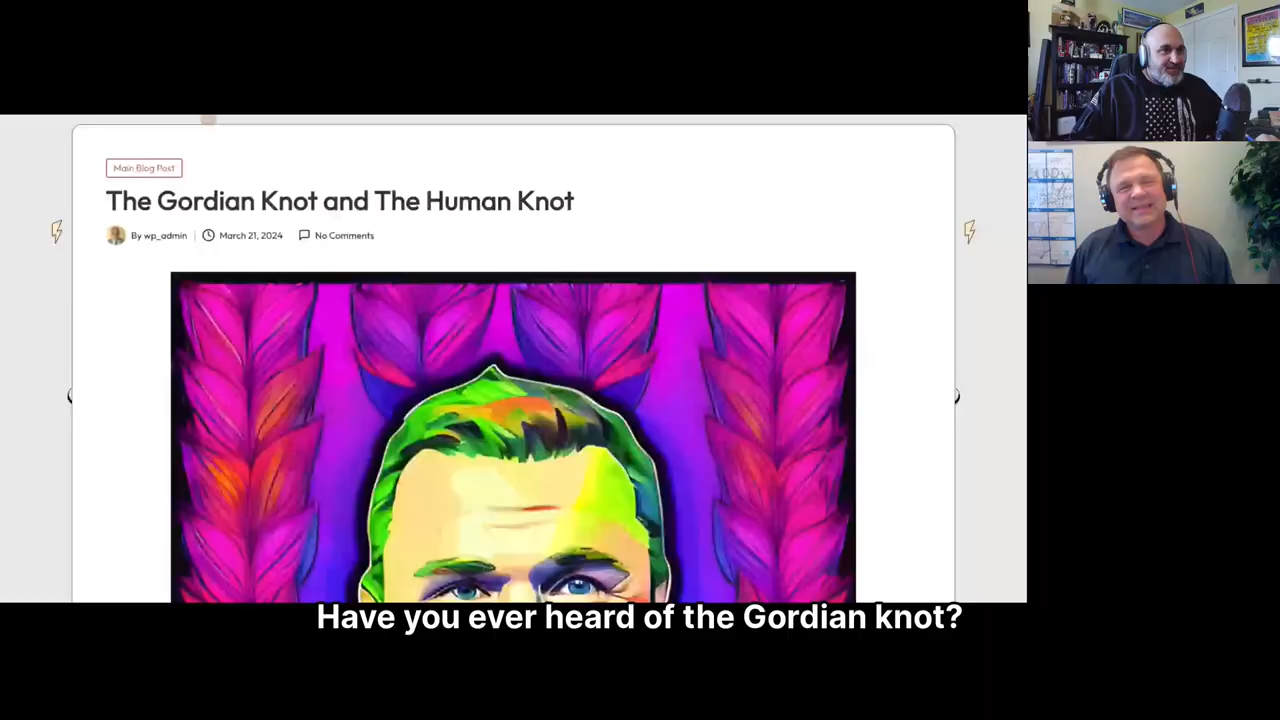 Main Blog Post
The Gordian Knot and The Human Knot
By wp_admin
March 21, 2024
No Comments
Have you ever heard of the Gordian knot?